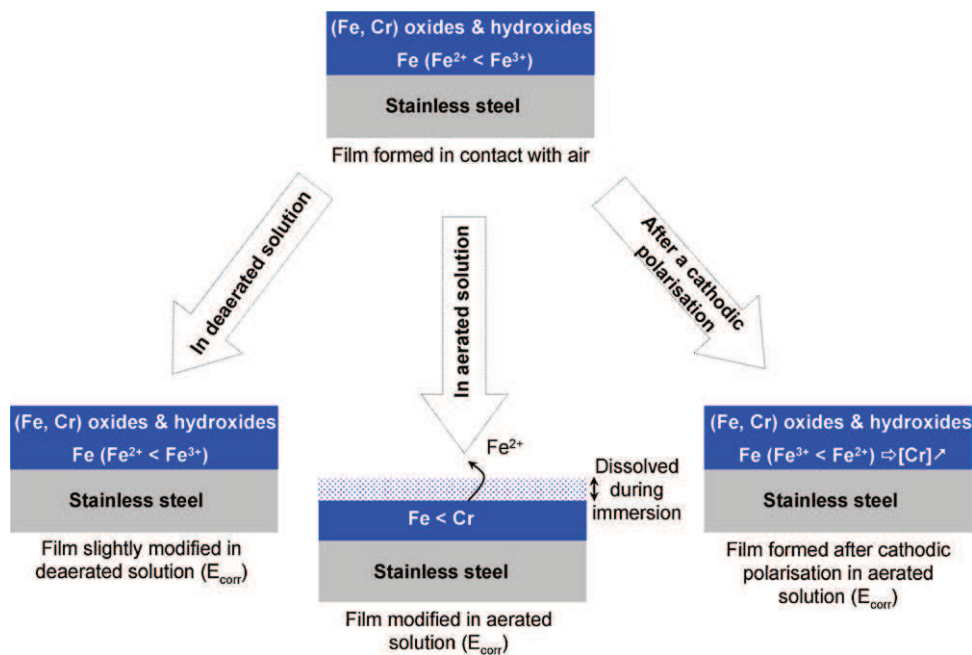 (Fe, Cr) oxides & hydroxides
Fe (Fe²⁺ < Fe³⁺)
Stainless steel
Film formed in contact with air
In deaerated solution
In aerated solution
After a cathodic
polarisation
(Fe, Cr) oxides & hydroxides
Fe (Fe²⁺ < Fe³⁺)
Stainless steel
Film slightly modified in
deaerated solution (E_corr)
Fe²⁺
Dissolved
during
immersion
Fe < Cr
Stainless steel
Film modified in aerated
solution (E_corr)
(Fe, Cr) oxides & hydroxides
Fe (Fe³⁺ < Fe²⁺) ⇨[Cr]↗
Stainless steel
Film formed after cathodic
polarisation in aerated
solution (E_corr)